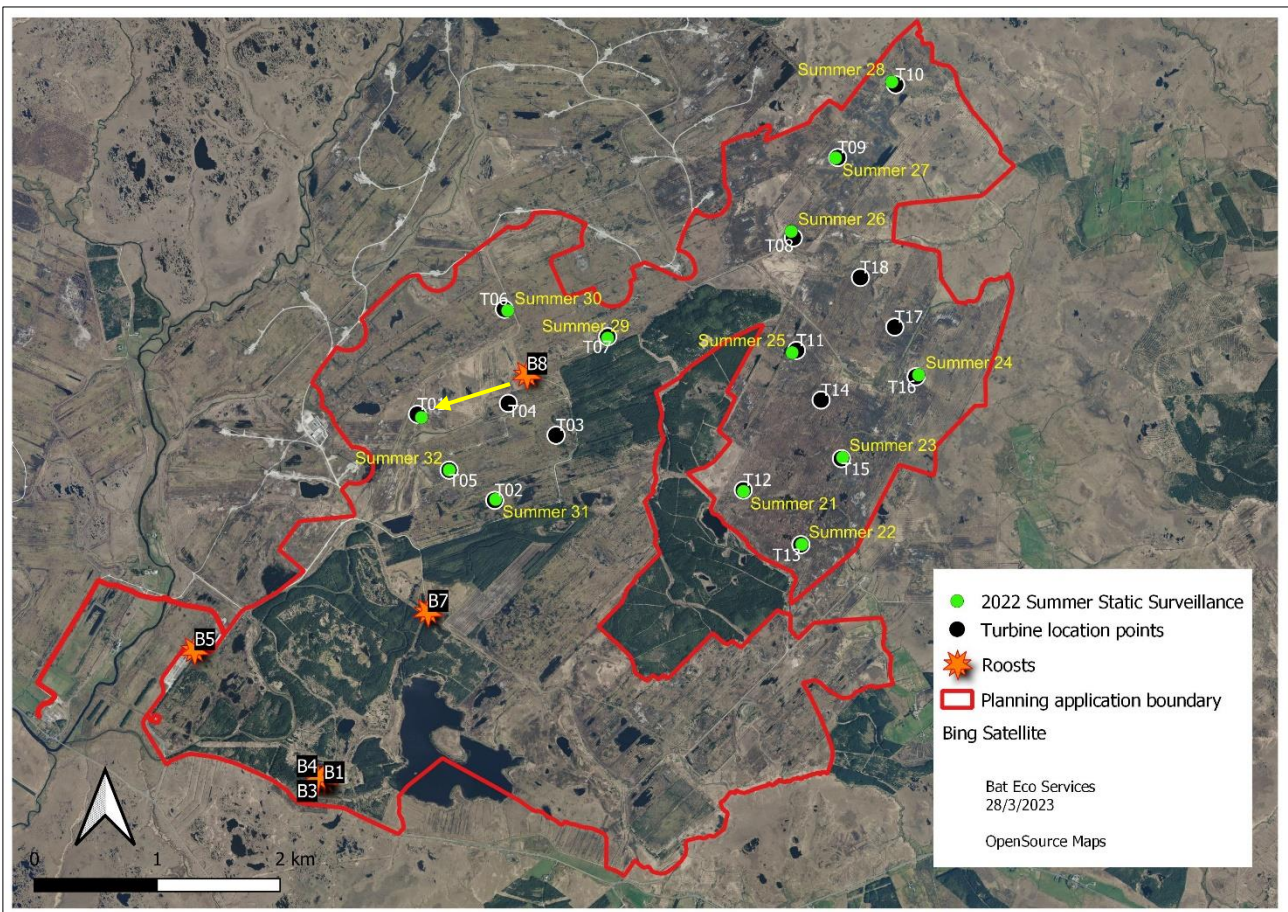 Summer 28
T10
T09
Summer 27
Summer 26
T08
T18
T06
Summer 30
Summer 29
T07
T17
Summer 25
T11
B8
Summer 24
T16
T01
T04
T14
T03
Summer 23
T15
Summer 32
T05
T12
Summer 21
T02
Summer 31
Summer 22
T13
B7
B5
B4
B1
B3
0
1
2 km
2022 Summer Static Surveillance
Turbine location points
Roosts
Planning application boundary
Bing Satellite
Bat Eco Services
28/3/2023
OpenSource Maps